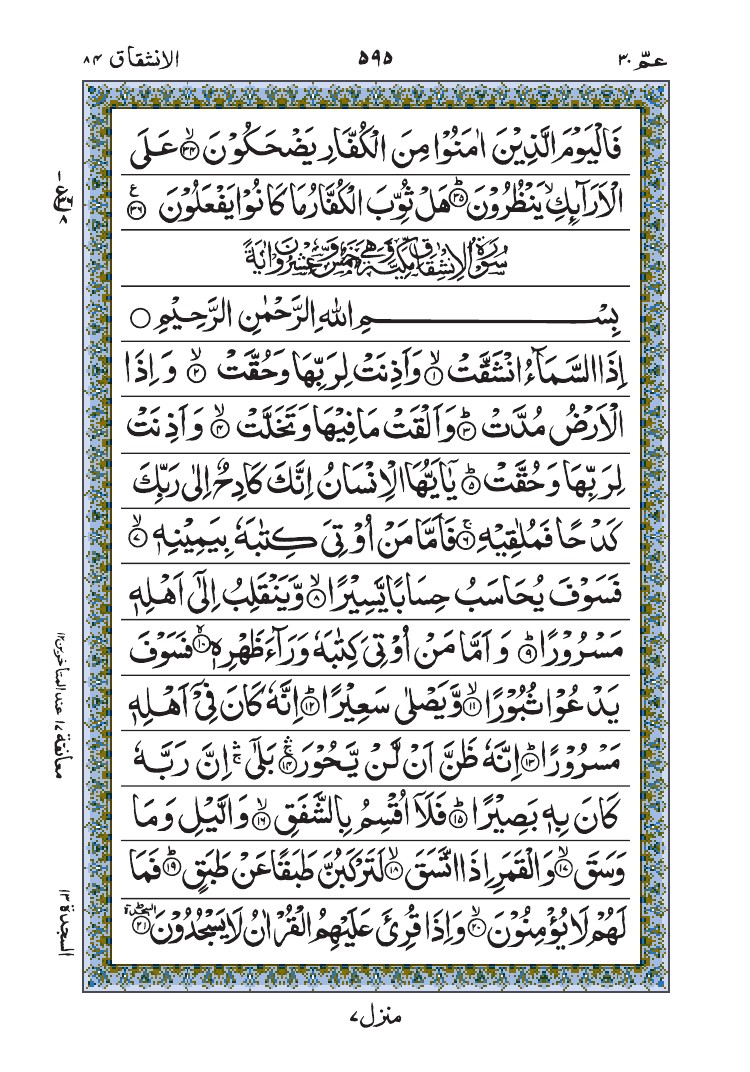 عمّ ۳۰
۵۹۵
الانشقاق ۸۴
فَالْيَوْمَ الَّذِيْنَ اٰمَنُوْا مِنَ الْكُفَّارِ يَضْحَكُوْنَ ۙ﴿۳۴﴾ عَلَى
الْاَرَآىِٕكِ ۙ يَنْظُرُوْنَ ؕ﴿۳۵﴾ هَلْ ثُوِّبَ الْكُفَّارُ مَا كَانُوْا يَفْعَلُوْنَ ﴿۳۶﴾ ع
سُوْرَةُ الْاِنْشِقَاقِ مَكِّيَّةٌ وَّهِيَ خَمْسٌ وَّعِشْرُوْنَ اٰيَةً
بِسْمِ اللّٰهِ الرَّحْمٰنِ الرَّحِيْمِ ○
اِذَا السَّمَآءُ انْشَقَّتْ ۙ﴿۱﴾ وَاَذِنَتْ لِرَبِّهَا وَحُقَّتْ ۙ﴿۲﴾ وَاِذَا
الْاَرْضُ مُدَّتْ ؕ﴿۳﴾ وَاَلْقَتْ مَا فِيْهَا وَتَخَلَّتْ ۙ﴿۴﴾ وَاَذِنَتْ
لِرَبِّهَا وَحُقَّتْ ؕ﴿۵﴾ يٰۤاَيُّهَا الْاِنْسَانُ اِنَّكَ كَادِحٌ اِلٰى رَبِّكَ
كَدْحًا فَمُلٰقِيْهِ ۚ﴿۶﴾ فَاَمَّا مَنْ اُوْتِىَ كِتٰبَهٗ بِيَمِيْنِهٖ ۙ﴿۷﴾
فَسَوْفَ يُحَاسَبُ حِسَابًا يَّسِيْرًا ۙ﴿۸﴾ وَّيَنْقَلِبُ اِلٰٓى اَهْلِهٖ
مَسْرُوْرًا ؕ﴿۹﴾ وَاَمَّا مَنْ اُوْتِىَ كِتٰبَهٗ وَرَآءَ ظَهْرِهٖ ۙ﴿۱۰﴾ فَسَوْفَ
يَدْعُوْا ثُبُوْرًا ۙ﴿۱۱﴾ وَّيَصْلٰى سَعِيْرًا ؕ﴿۱۲﴾ اِنَّهٗ كَانَ فِىْۤ اَهْلِهٖ
مَسْرُوْرًا ؕ﴿۱۳﴾ اِنَّهٗ ظَنَّ اَنْ لَّنْ يَّحُوْرَ ۚۛ﴿۱۴﴾ بَلٰٓى ۚۛ اِنَّ رَبَّهٗ
كَانَ بِهٖ بَصِيْرًا ؕ﴿۱۵﴾ فَلَاۤ اُقْسِمُ بِالشَّفَقِ ۙ﴿۱۶﴾ وَالَّيْلِ وَمَا
وَسَقَ ۙ﴿۱۷﴾ وَالْقَمَرِ اِذَا اتَّسَقَ ۙ﴿۱۸﴾ لَتَرْكَبُنَّ طَبَقًا عَنْ طَبَقٍ ؕ﴿۱۹﴾ فَمَا
لَهُمْ لَا يُؤْمِنُوْنَ ۙ﴿۲۰﴾ وَاِذَا قُرِئَ عَلَيْهِمُ الْقُرْاٰنُ لَا يَسْجُدُوْنَ ﴿۲۱﴾ السجدة
معانقة ۱۷ عند المتاخرين ۱۲
السجدة ۱۳
منزل ۷